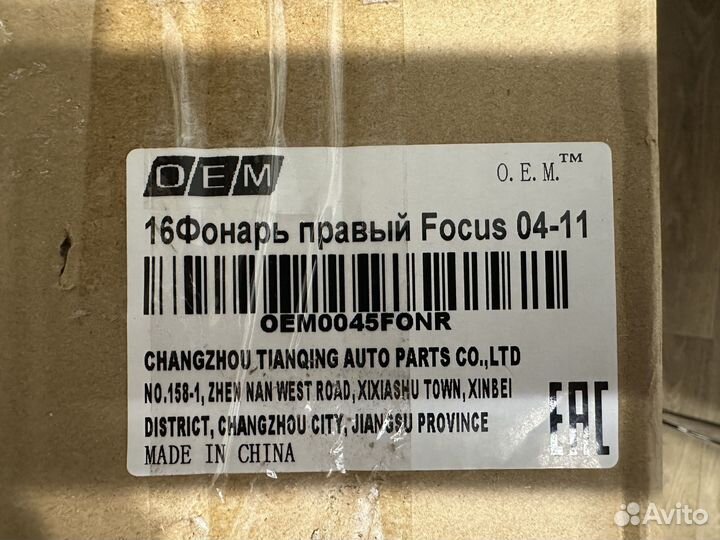 OEM
O.E.M.™
16Фонарь правый Focus 04-11
OEM0045FONR
CHANGZHOU TIANQING AUTO PARTS CO.,LTD
NO.158-1, ZHEN NAN WEST ROAD, XIXIASHU TOWN, XINBEI
DISTRICT, CHANGZHOU CITY, JIANGSU PROVINCE
MADE IN CHINA
EAC
Avito